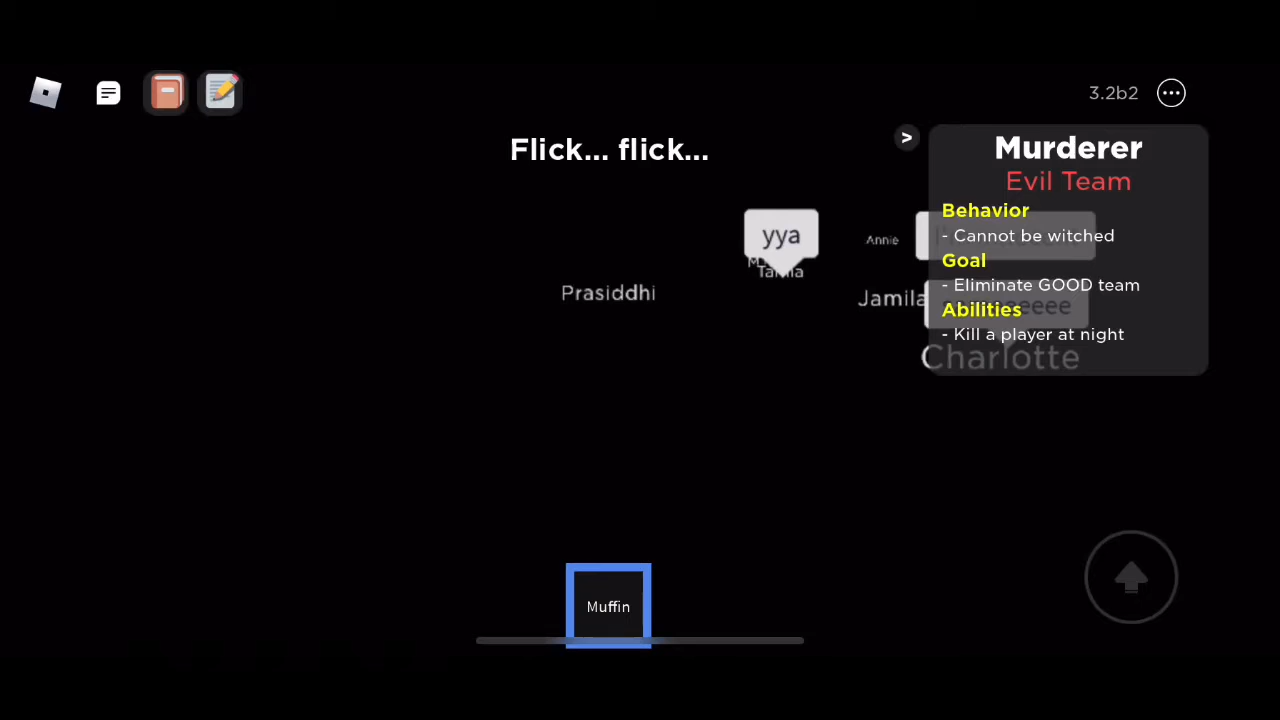 3.2b2
Flick... flick...
>
Murderer
Evil Team
Behavior
- Cannot be witched
Goal
- Eliminate GOOD team
Abilities
- Kill a player at night
yya
Annie
Tamla
Prasiddhi
Jamila
Charlotte
Muffin